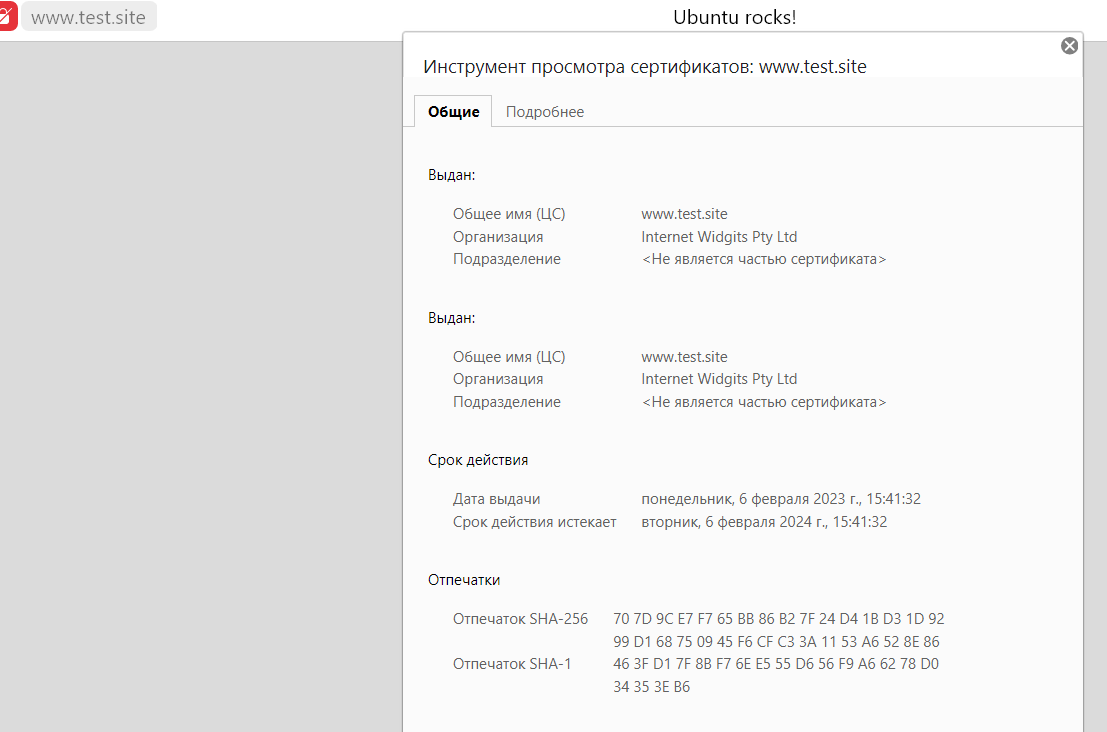 www.test.site
Ubuntu rocks!
Инструмент просмотра сертификатов: www.test.site
Общие Подробнее
Выдан:
Общее имя (ЦС) www.test.site
Организация Internet Widgits Pty Ltd
Подразделение <Не является частью сертификата>
Выдан:
Общее имя (ЦС) www.test.site
Организация Internet Widgits Pty Ltd
Подразделение <Не является частью сертификата>
Срок действия
Дата выдачи понедельник, 6 февраля 2023 г., 15:41:32
Срок действия истекает вторник, 6 февраля 2024 г., 15:41:32
Отпечатки
Отпечаток SHA-256 70 7D 9C E7 F7 65 BB 86 B2 7F 24 D4 1B D3 1D 92
99 D1 68 75 09 45 F6 CF C3 3A 11 53 A6 52 8E 86
Отпечаток SHA-1 46 3F D1 7F 8B F7 6E E5 55 D6 56 F9 A6 62 78 D0
34 35 3E B6